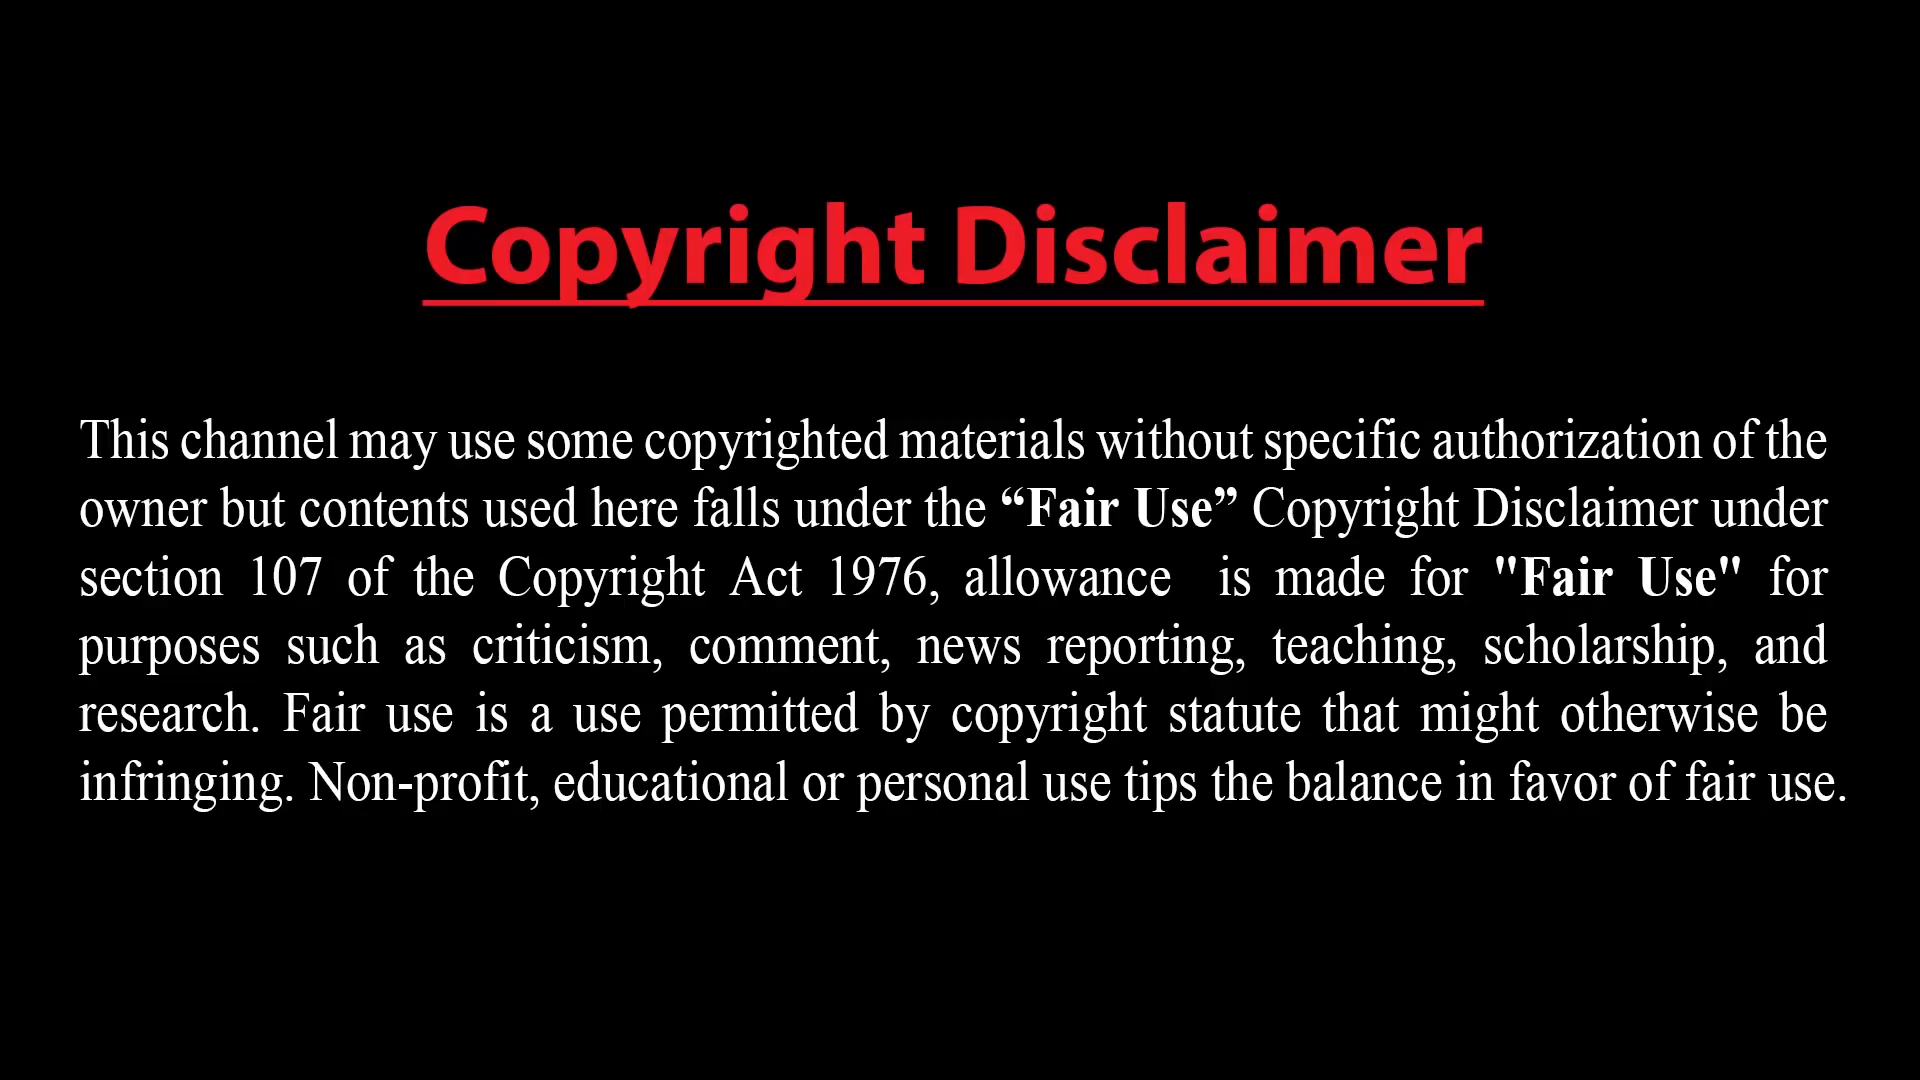 Copyright Disclaimer
This channel may use some copyrighted materials without specific authorization of the
owner but contents used here falls under the “Fair Use” Copyright Disclaimer under
section 107 of the Copyright Act 1976, allowance  is made for "Fair Use" for
purposes such as criticism, comment, news reporting, teaching, scholarship, and
research. Fair use is a use permitted by copyright statute that might otherwise be
infringing. Non-profit, educational or personal use tips the balance in favor of fair use.